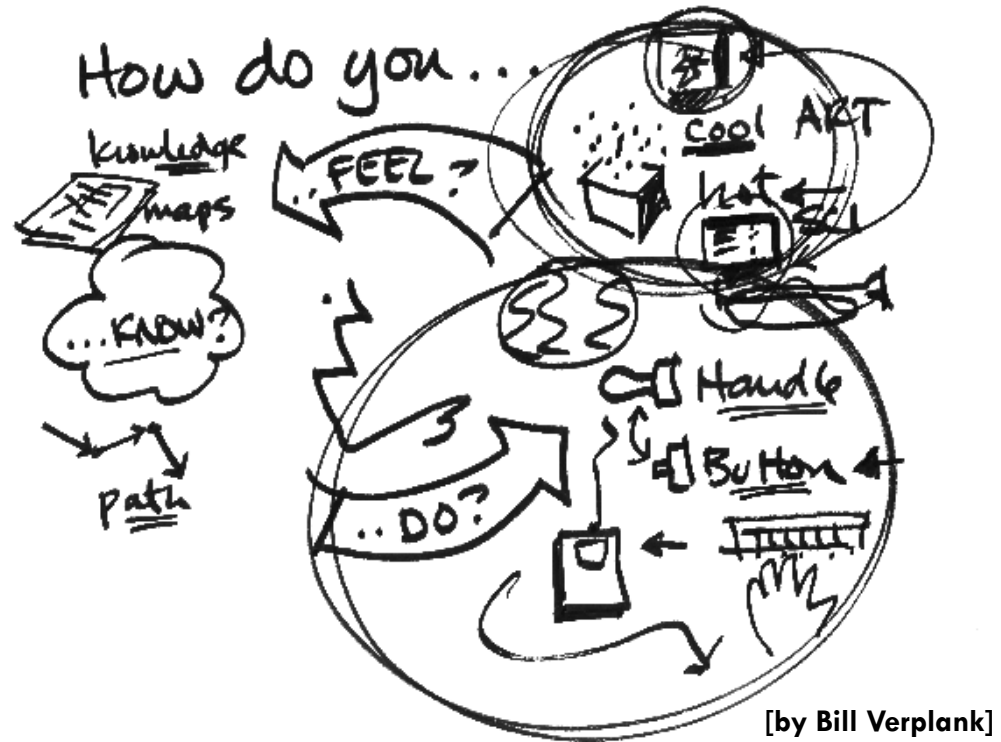 How do you...
knowledge
maps
..FEEL?
cool
ART
hot
...KNOW?
path
Handle
Button
..DO?
[by Bill Verplank]